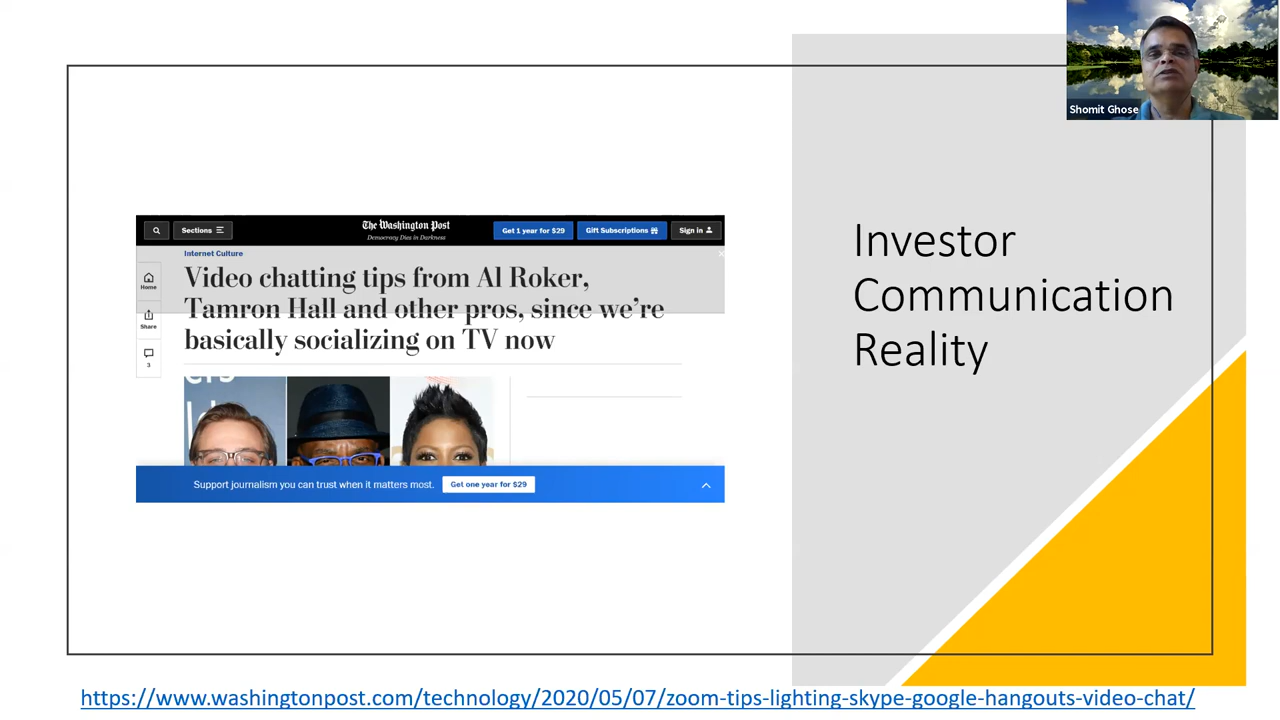 Shomit Ghose
Sections
The Washington Post
Democracy Dies in Darkness
Get 1 year for $29
Gift Subscriptions
Sign in
Internet Culture
Home
Share
3
Video chatting tips from Al Roker,
Tamron Hall and other pros, since we're
basically socializing on TV now
Support journalism you can trust when it matters most.
Get one year for $29
Investor
Communication
Reality
https://www.washingtonpost.com/technology/2020/05/07/zoom-tips-lighting-skype-google-hangouts-video-chat/